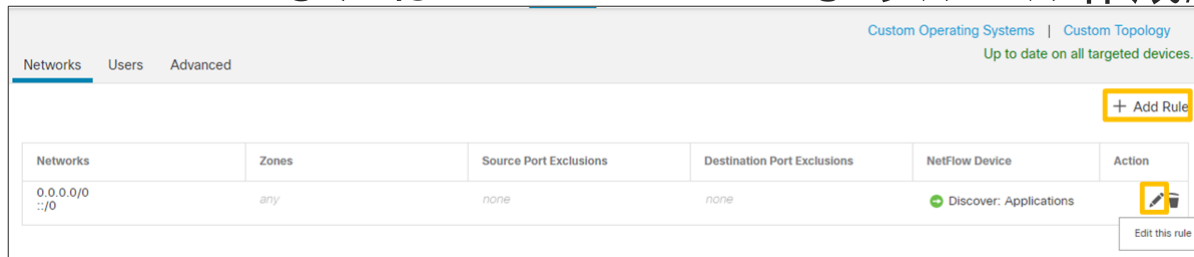 Custom Operating Systems | Custom Topology
Up to date on all targeted devices.
Networks Users Advanced
+ Add Rule
Networks Zones Source Port Exclusions Destination Port Exclusions NetFlow Device Action
0.0.0.0/0 any none none Discover: Applications
::/0
Edit this rule